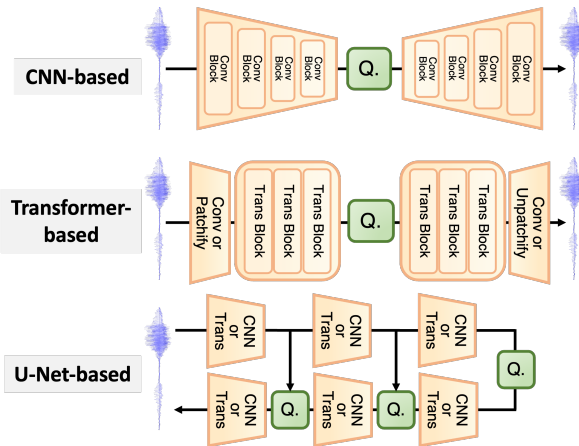 CNN-based
Conv
Block
Conv
Block
Conv
Block
Conv
Block
Q.
Conv
Block
Conv
Block
Conv
Block
Conv
Block
Transformer-
based
Conv or
Patchify
Trans Block
Trans Block
Trans Block
Q.
Trans Block
Trans Block
Trans Block
Conv or
Unpatchify
U-Net-based
CNN
or
Trans
CNN
or
Trans
CNN
or
Trans
Q.
CNN
or
Trans
Q.
CNN
or
Trans
Q.
CNN
or
Trans